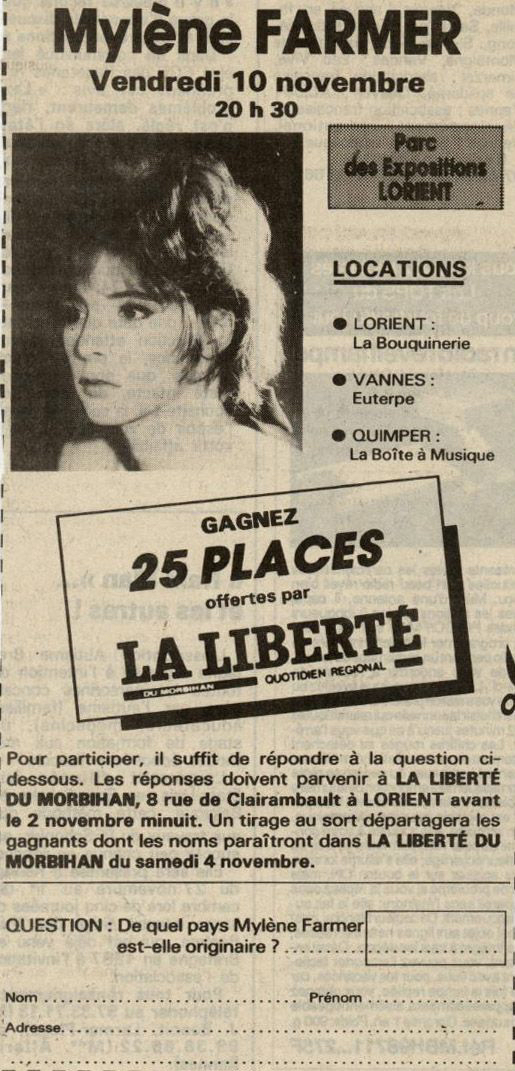 Mylène FARMER
Vendredi 10 novembre
20 h 30
Parc
des Expositions
LORIENT
LOCATIONS
● LORIENT :
La Bouquinerie
● VANNES :
Euterpe
● QUIMPER :
La Boîte à Musique
GAGNEZ
25 PLACES
offertes par
LA LIBERTÉ
DU MORBIHAN QUOTIDIEN REGIONAL
Pour participer, il suffit de répondre à la question ci-
dessous. Les réponses doivent parvenir à LA LIBERTÉ
DU MORBIHAN, 8 rue de Clairambault à LORIENT avant
le 2 novembre minuit. Un tirage au sort départagera les
gagnants dont les noms paraîtront dans LA LIBERTÉ DU
MORBIHAN du samedi 4 novembre.
QUESTION : De quel pays Mylène Farmer
est-elle originaire ?
Nom Prénom
Adresse